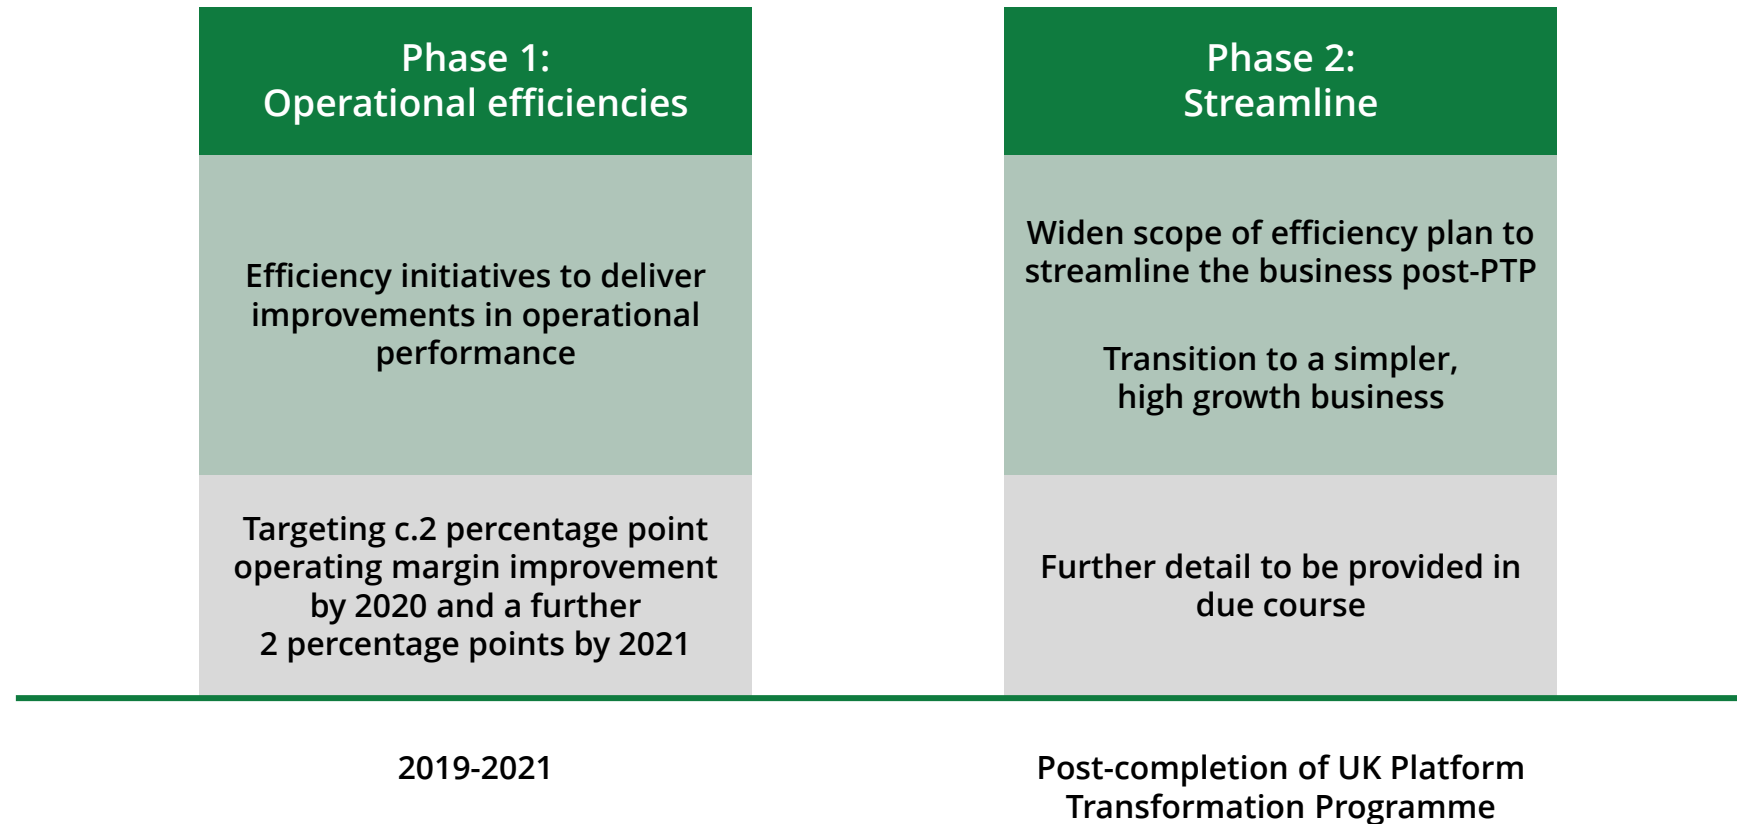 Phase 1:
Operational efficiencies
Efficiency initiatives to deliver
improvements in operational
performance
Targeting c.2 percentage point
operating margin improvement
by 2020 and a further
2 percentage points by 2021
2019-2021
Phase 2:
Streamline
Widen scope of efficiency plan to
streamline the business post-PTP
Transition to a simpler,
high growth business
Further detail to be provided in
due course
Post-completion of UK Platform
Transformation Programme